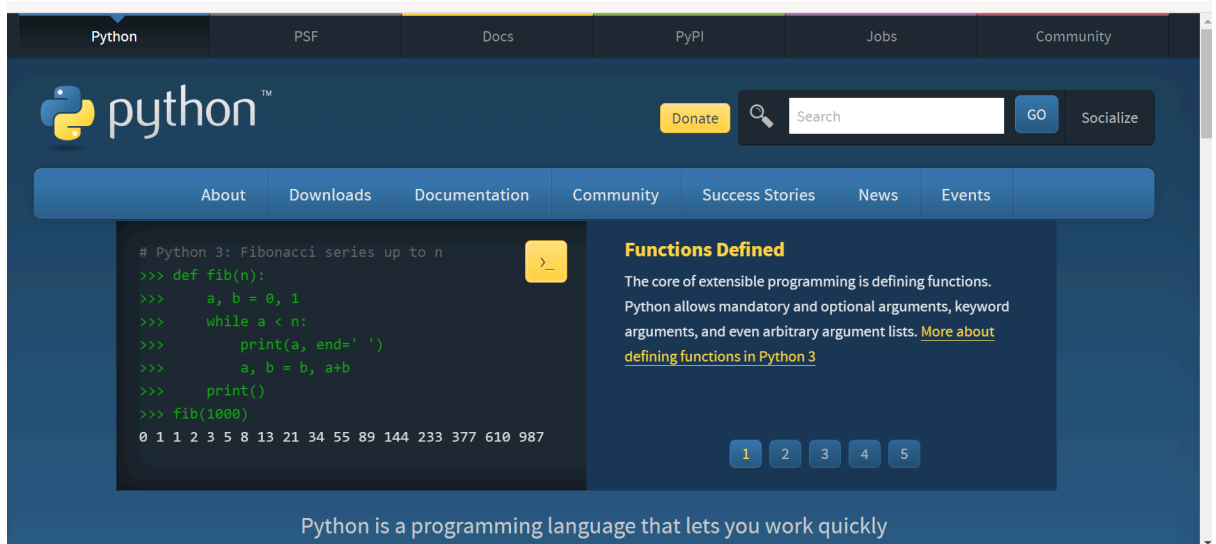 Python PSF Docs PyPI Jobs Community
python™
Donate Search GO Socialize
About Downloads Documentation Community Success Stories News Events
# Python 3: Fibonacci series up to n
>>> def fib(n):
>>>     a, b = 0, 1
>>>     while a < n:
>>>         print(a, end=' ')
>>>         a, b = b, a+b
>>>     print()
>>> fib(1000)
0 1 1 2 3 5 8 13 21 34 55 89 144 233 377 610 987
>_
Functions Defined
The core of extensible programming is defining functions.
Python allows mandatory and optional arguments, keyword
arguments, and even arbitrary argument lists. More about
defining functions in Python 3
1 2 3 4 5
Python is a programming language that lets you work quickly